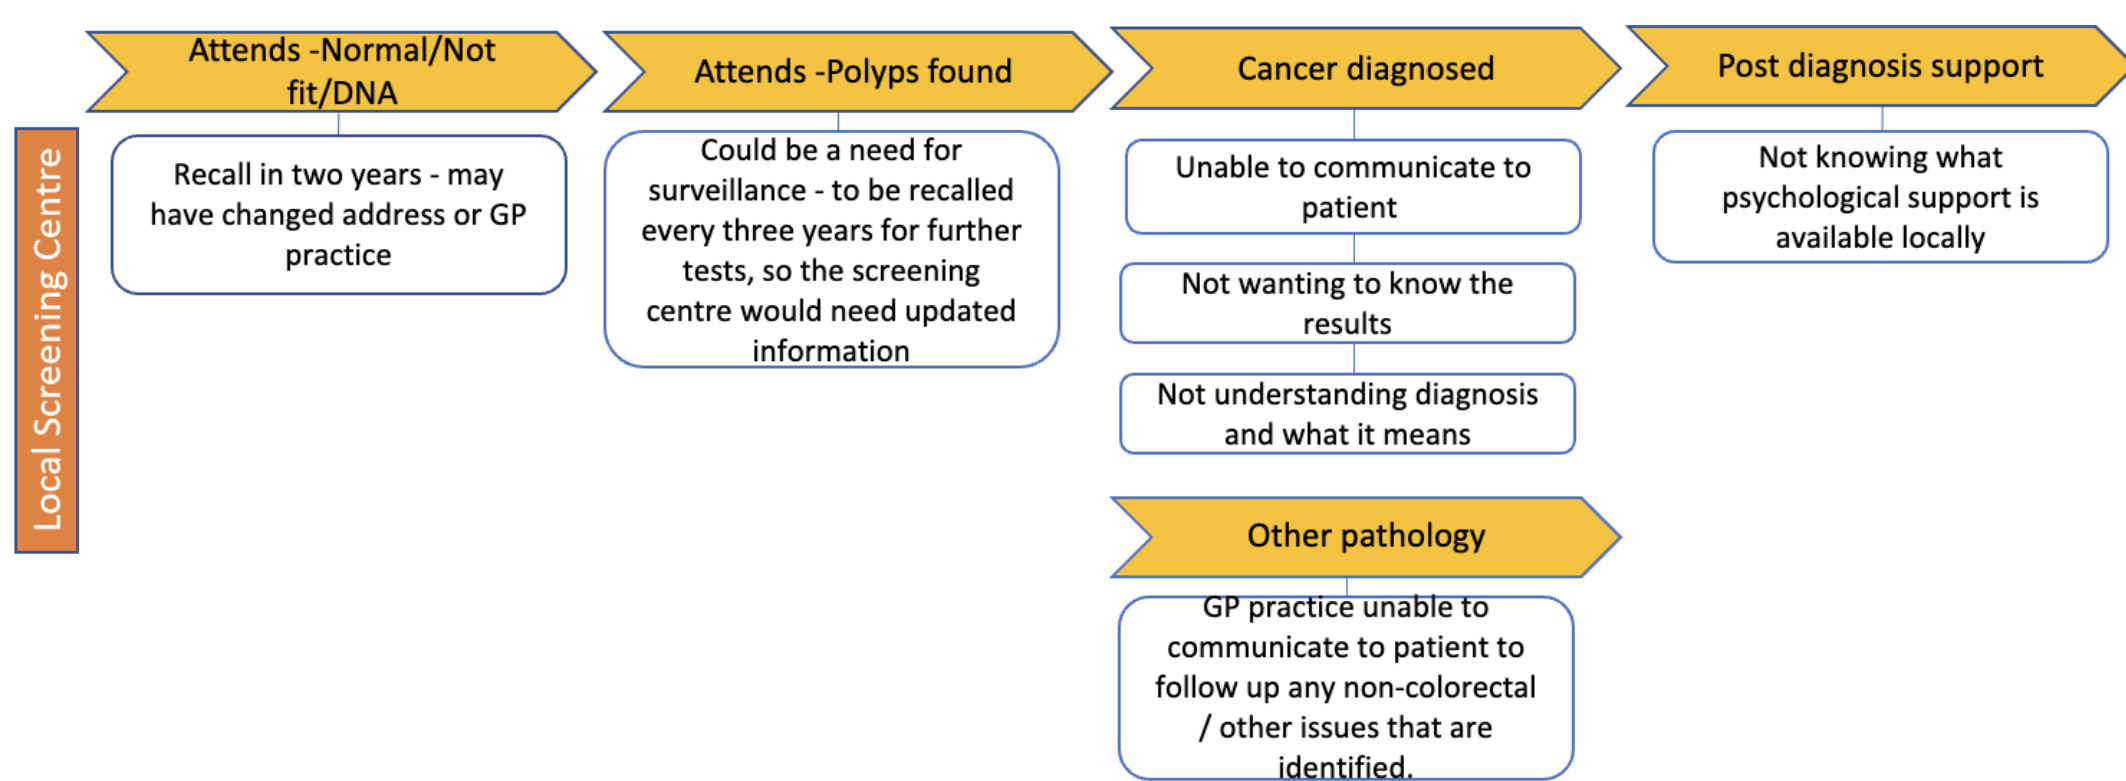 Local Screening Centre
Attends -Normal/Not
fit/DNA
Recall in two years - may
have changed address or GP
practice
Attends -Polyps found
Could be a need for
surveillance - to be recalled
every three years for further
tests, so the screening
centre would need updated
information
Cancer diagnosed
Unable to communicate to
patient
Not wanting to know the
results
Not understanding diagnosis
and what it means
Other pathology
GP practice unable to
communicate to patient to
follow up any non-colorectal
/ other issues that are
identified.
Post diagnosis support
Not knowing what
psychological support is
available locally